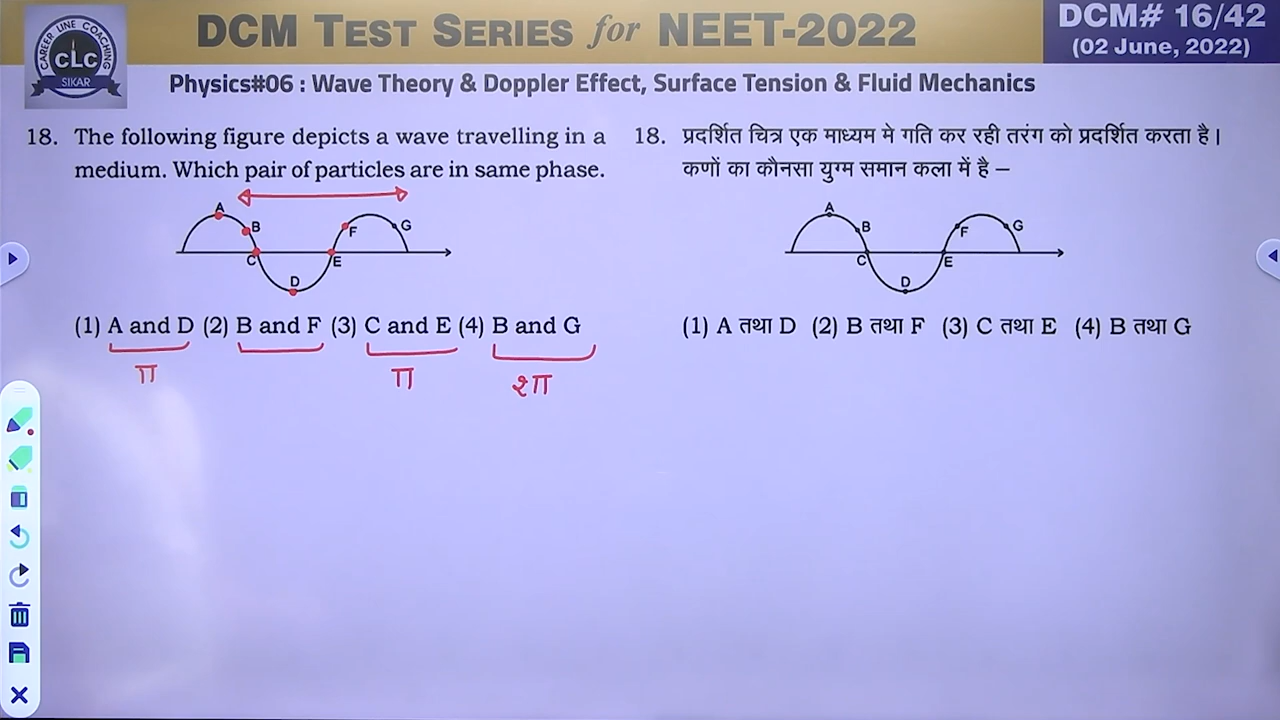 CAREER LINE COACHING
CLC
SIKAR
DCM TEST SERIES for NEET-2022
DCM# 16/42
(02 June, 2022)
Physics#06 : Wave Theory & Doppler Effect, Surface Tension & Fluid Mechanics
18. The following figure depicts a wave travelling in a
medium. Which pair of particles are in same phase.
A
B
C
D
E
F
G
(1) A and D (2) B and F (3) C and E (4) B and G
π
π
2π
18. प्रदर्शित चित्र एक माध्यम मे गति कर रही तरंग को प्रदर्शित करता है।
कणों का कौनसा युग्म समान कला में है –
A
B
C
D
E
F
G
(1) A तथा D (2) B तथा F (3) C तथा E (4) B तथा G